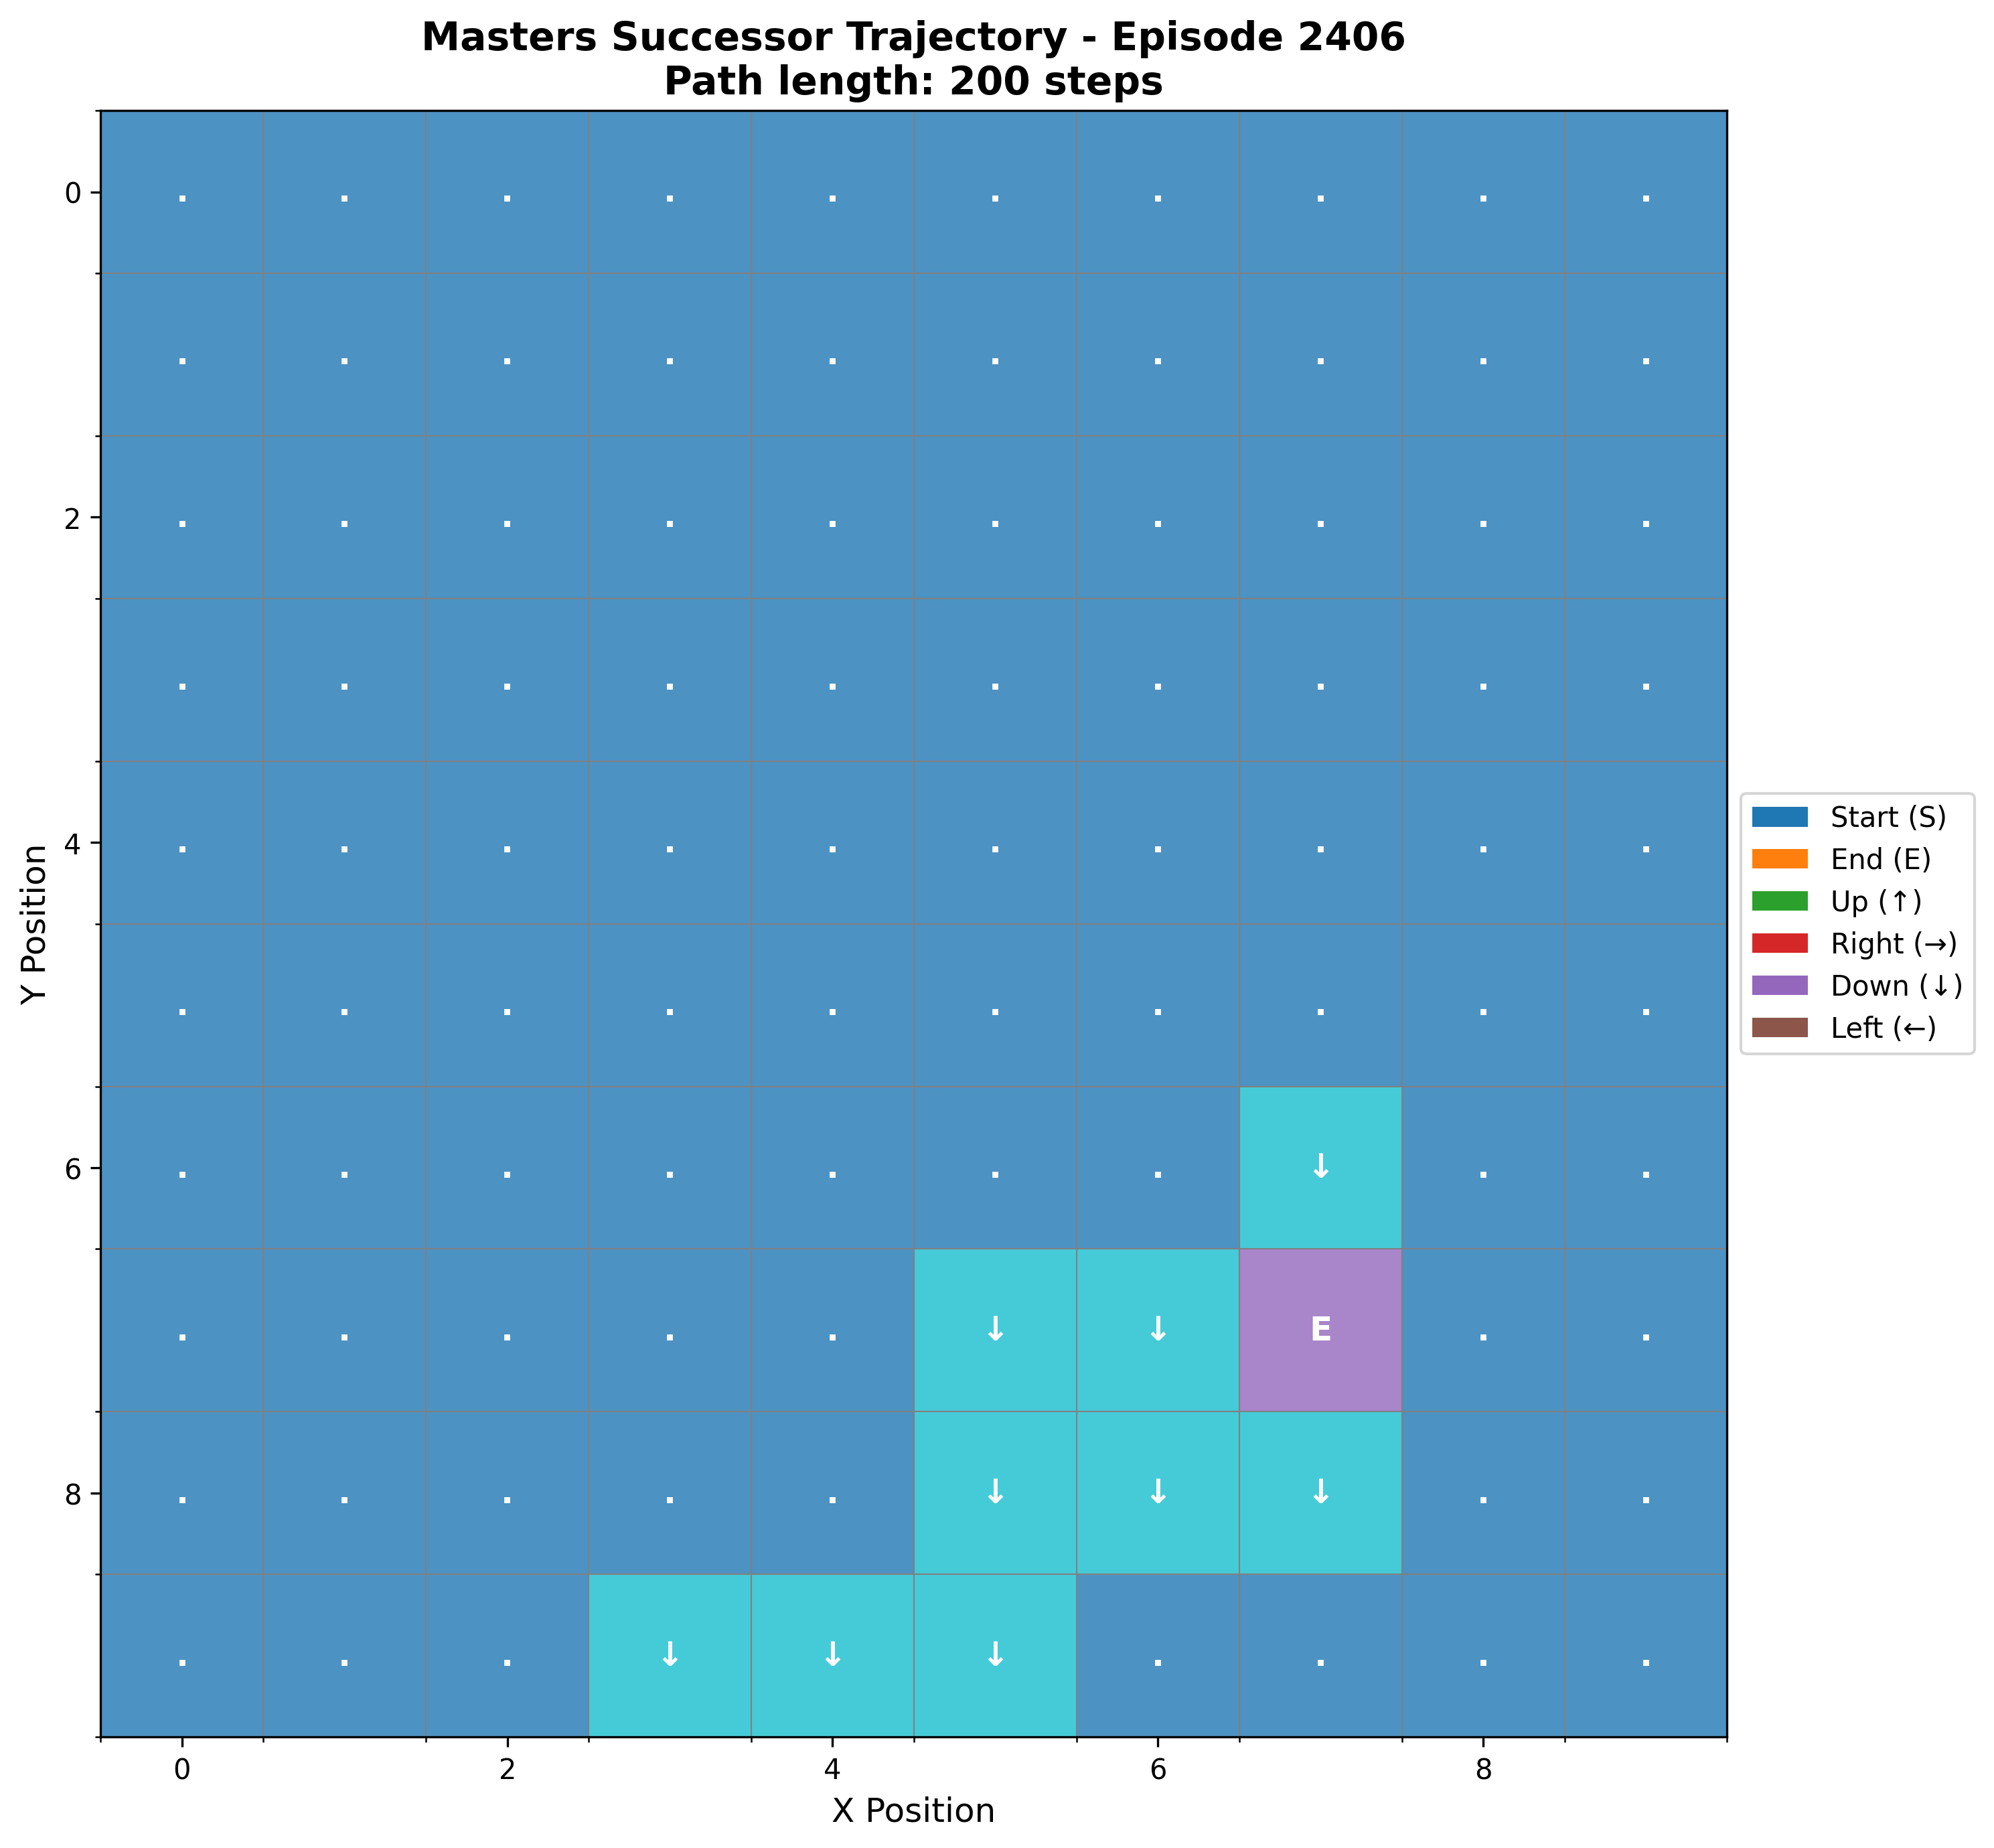 Masters Successor Trajectory - Episode 2406
Path length: 200 steps
0 . . . . . . . . . .
. . . . . . . . . .
2 . . . . . . . . . .
. . . . . . . . . .
4 . . . . . . . . . .
. . . . . . . . . .
6 . . . . . . . ↓ . .
. . . . . ↓ ↓ E . .
8 . . . . . ↓ ↓ ↓ . .
. . . ↓ ↓ ↓ . . . .
0 2 4 6 8
X Position
Y Position
Start (S)
End (E)
Up (↑)
Right (→)
Down (↓)
Left (←)